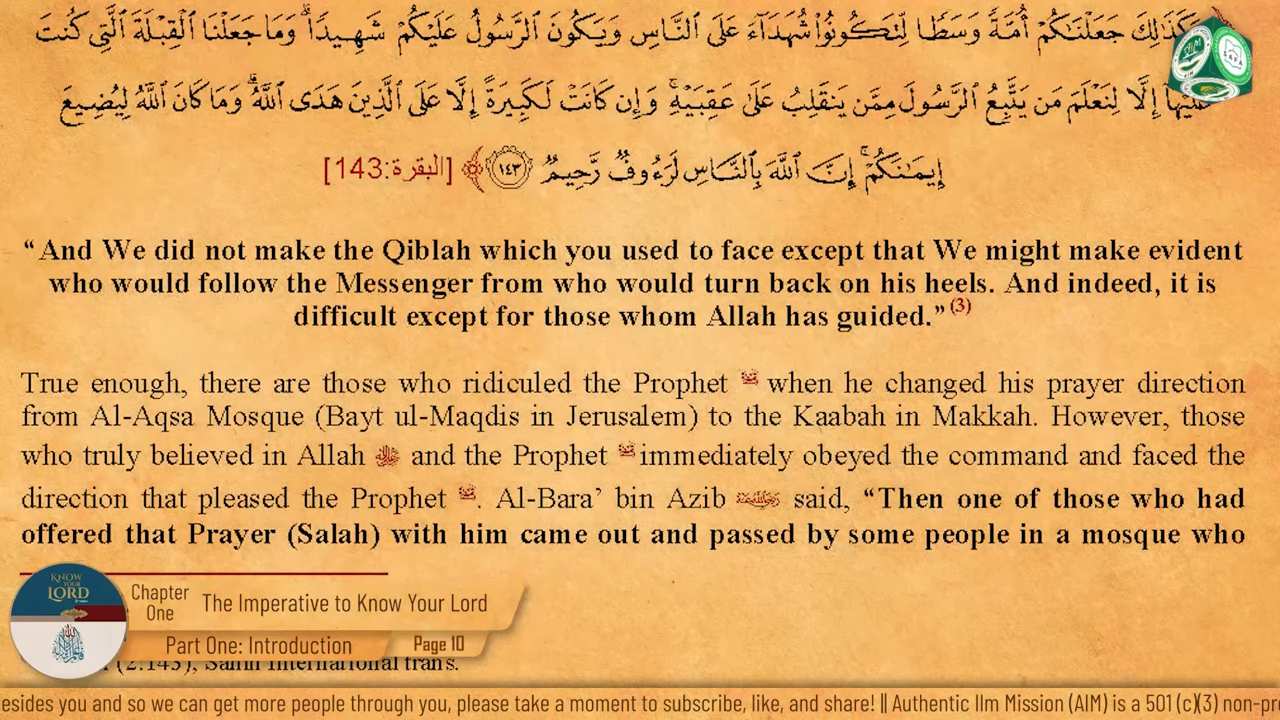 وَكَذَٰلِكَ جَعَلْنَٰكُمْ أُمَّةً وَسَطًا لِّتَكُونُوا۟ شُهَدَآءَ عَلَى ٱلنَّاسِ وَيَكُونَ ٱلرَّسُولُ عَلَيْكُمْ شَهِيدًا ۗ وَمَا جَعَلْنَا ٱلْقِبْلَةَ ٱلَّتِى كُنتَ
عَلَيْهَآ إِلَّا لِنَعْلَمَ مَن يَتَّبِعُ ٱلرَّسُولَ مِمَّن يَنقَلِبُ عَلَىٰ عَقِبَيْهِ ۚ وَإِن كَانَتْ لَكَبِيرَةً إِلَّا عَلَى ٱلَّذِينَ هَدَى ٱللَّهُ ۗ وَمَا كَانَ ٱللَّهُ لِيُضِيعَ
إِيمَٰنَكُمْ ۚ إِنَّ ٱللَّهَ بِٱلنَّاسِ لَرَءُوفٌ رَّحِيمٌ ١٤٣ ﴾ [البقرة:143]
“And We did not make the Qiblah which you used to face except that We might make evident
who would follow the Messenger from who would turn back on his heels. And indeed, it is
difficult except for those whom Allah has guided.”(3)
True enough, there are those who ridiculed the Prophet ﷺ when he changed his prayer direction
from Al-Aqsa Mosque (Bayt ul-Maqdis in Jerusalem) to the Kaabah in Makkah. However, those
who truly believed in Allah ﷻ and the Prophet ﷺ immediately obeyed the command and faced the
direction that pleased the Prophet ﷺ. Al-Bara’ bin Azib said, “Then one of those who had
offered that Prayer (Salah) with him came out and passed by some people in a mosque who
KNOW
YOUR
LORD
Chapter
One
The Imperative to Know Your Lord
Part One: Introduction
Page 10
(2:143), Sahih International trans.
esides you and so we can get more people through you, please take a moment to subscribe, like, and share! || Authentic Ilm Mission (AIM) is a 501 (c)(3) non-pr